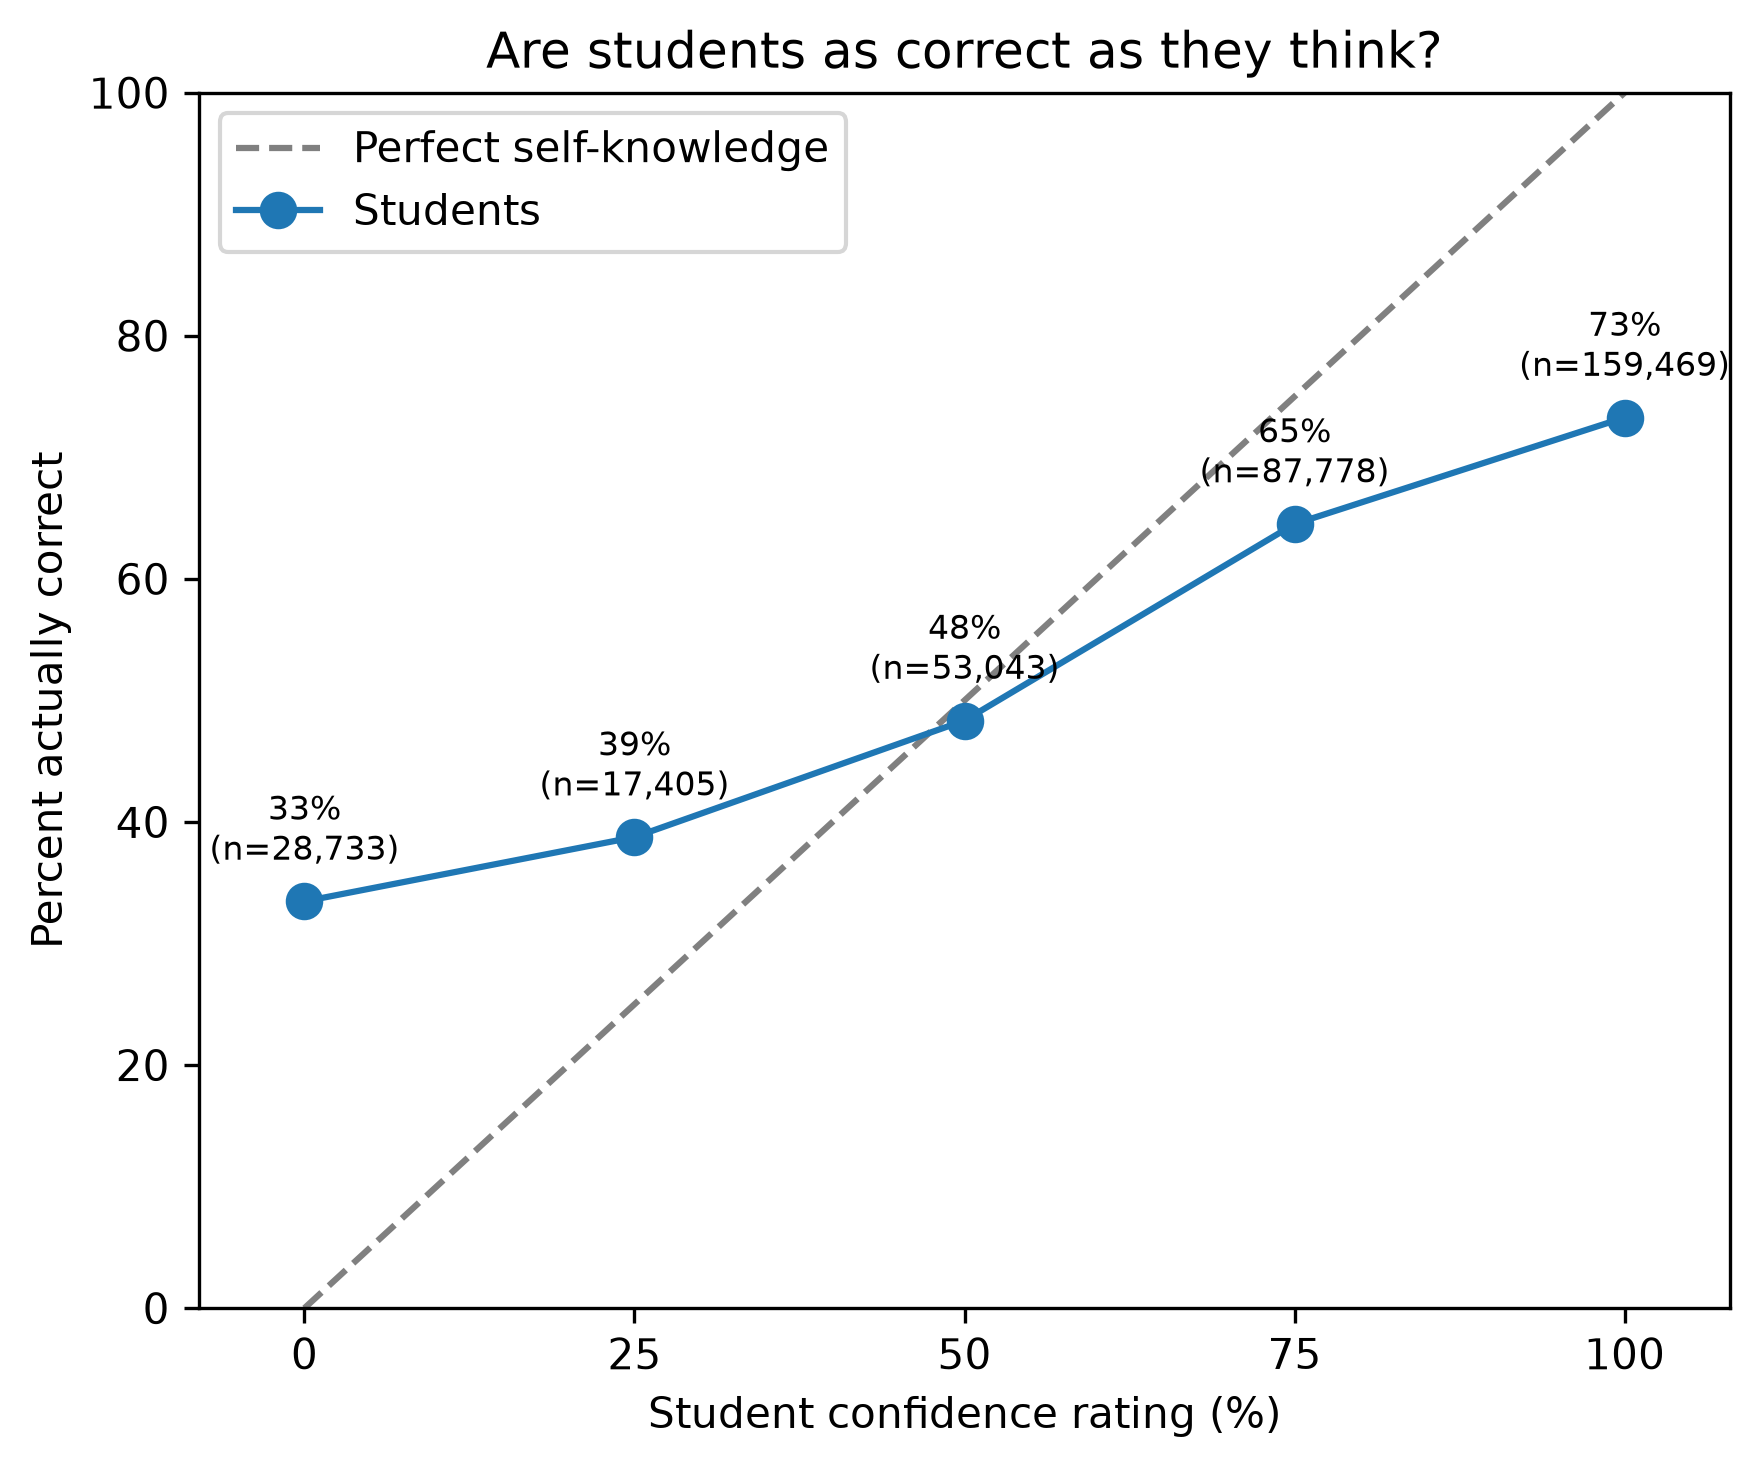 Are students as correct as they think?
100
80
60
40
20
0
Percent actually correct
Perfect self-knowledge
Students
33%
(n=28,733)
39%
(n=17,405)
48%
(n=53,043)
65%
(n=87,778)
73%
(n=159,469)
0
25
50
75
100
Student confidence rating (%)